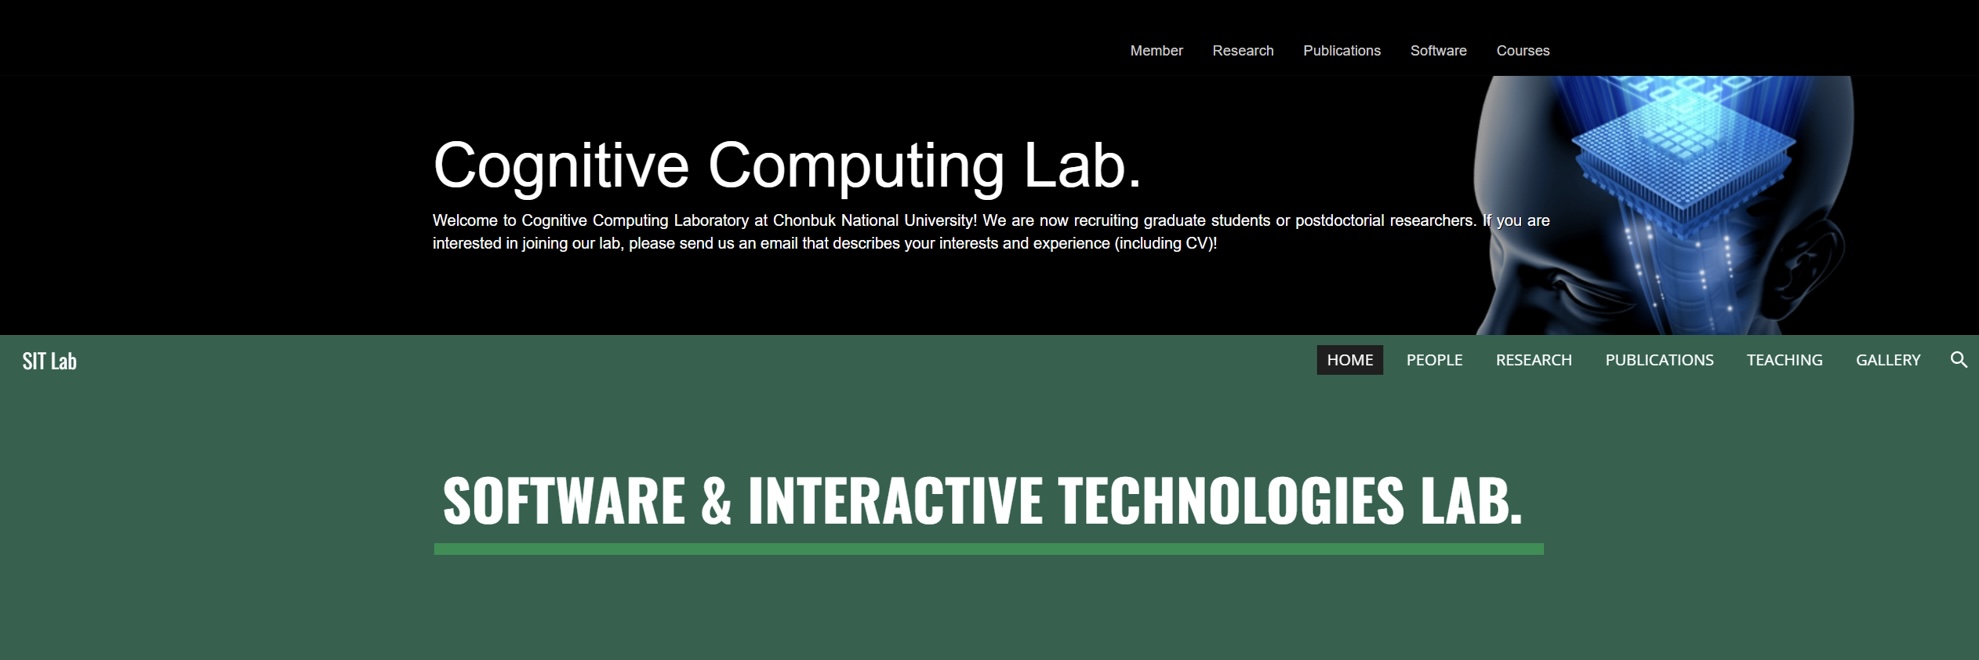 Member Research Publications Software Courses
Cognitive Computing Lab.
Welcome to Cognitive Computing Laboratory at Chonbuk National University! We are now recruiting graduate students or postdoctorial researchers. If you are
interested in joining our lab, please send us an email that describes your interests and experience (including CV)!
SIT Lab HOME PEOPLE RESEARCH PUBLICATIONS TEACHING GALLERY
SOFTWARE & INTERACTIVE TECHNOLOGIES LAB.